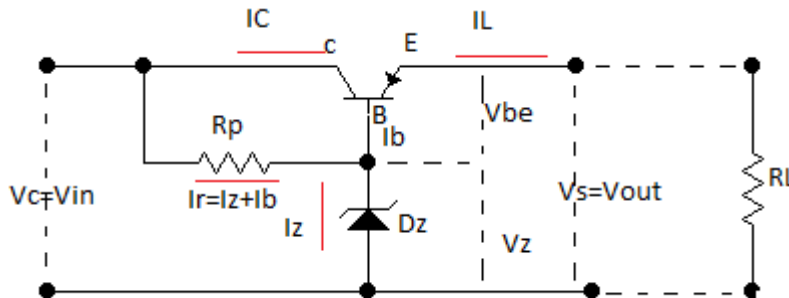 IC
IL
c
E
B
Vbe
Rp
Ib
Vc=Vin
Ir=Iz+Ib
Iz
Dz
Vs=Vout
RL
Vz